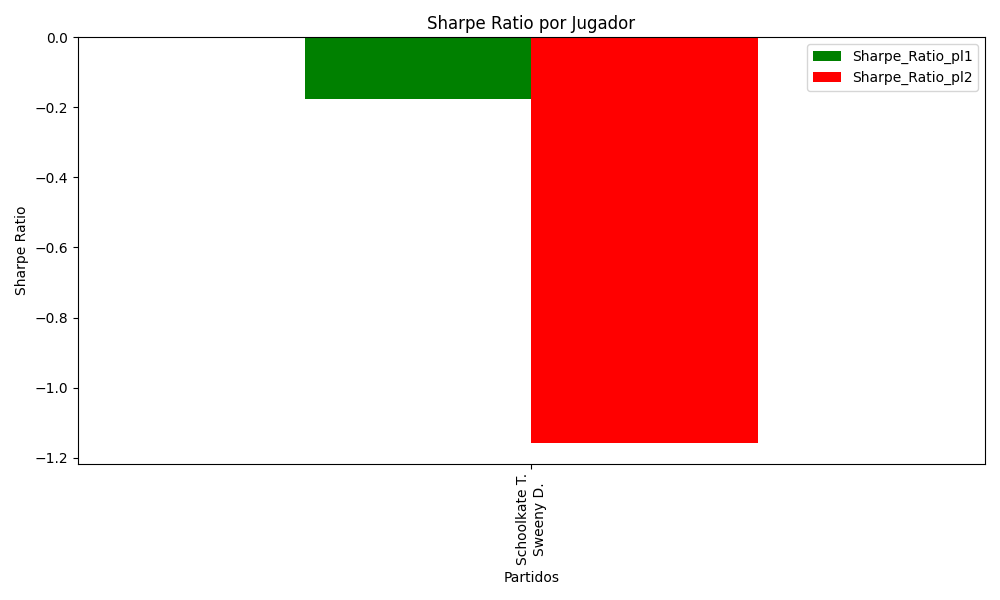 Sharpe Ratio por Jugador
Sharpe_Ratio_pl1
Sharpe_Ratio_pl2
Sharpe Ratio
0.0
−0.2
−0.4
−0.6
−0.8
−1.0
−1.2
Schoolkate T.
Sweeny D.
Partidos